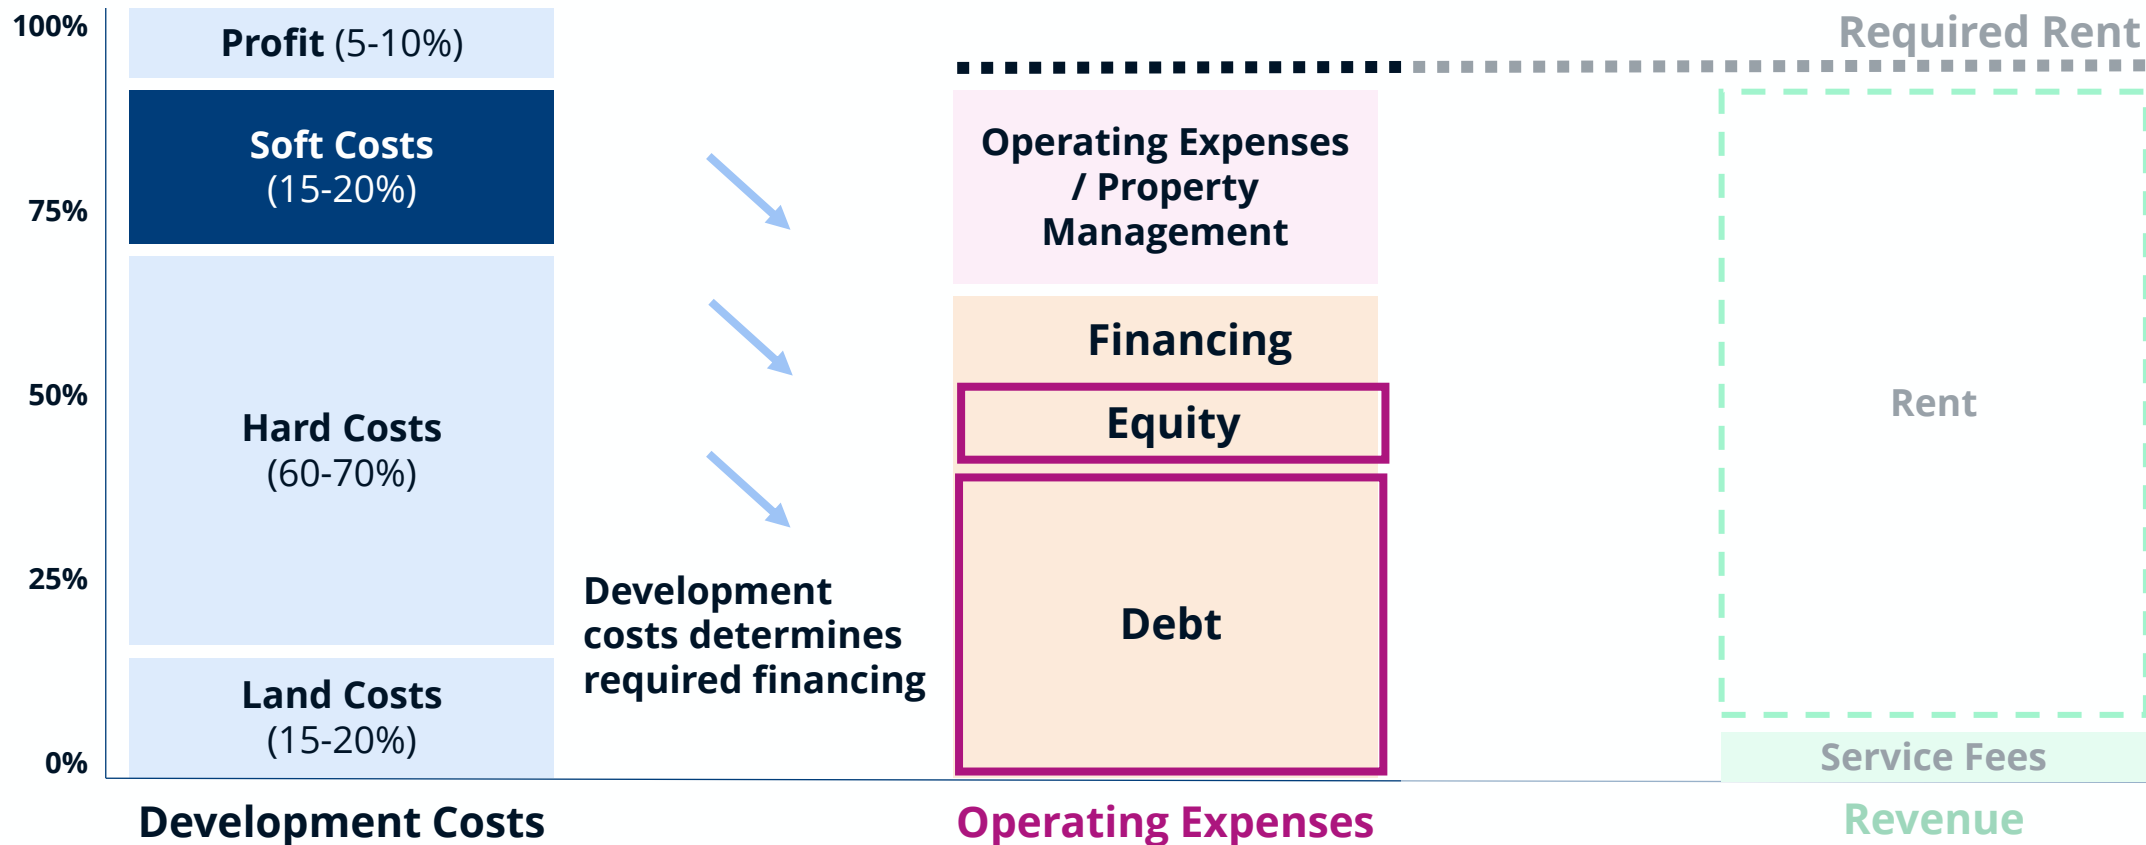 100%
75%
50%
25%
0%
Profit (5-10%)
Soft Costs
(15-20%)
Hard Costs
(60-70%)
Land Costs
(15-20%)
Development Costs
Development
costs determines
required financing
Operating Expenses
/ Property
Management
Financing
Equity
Debt
Operating Expenses
Required Rent
Rent
Service Fees
Revenue